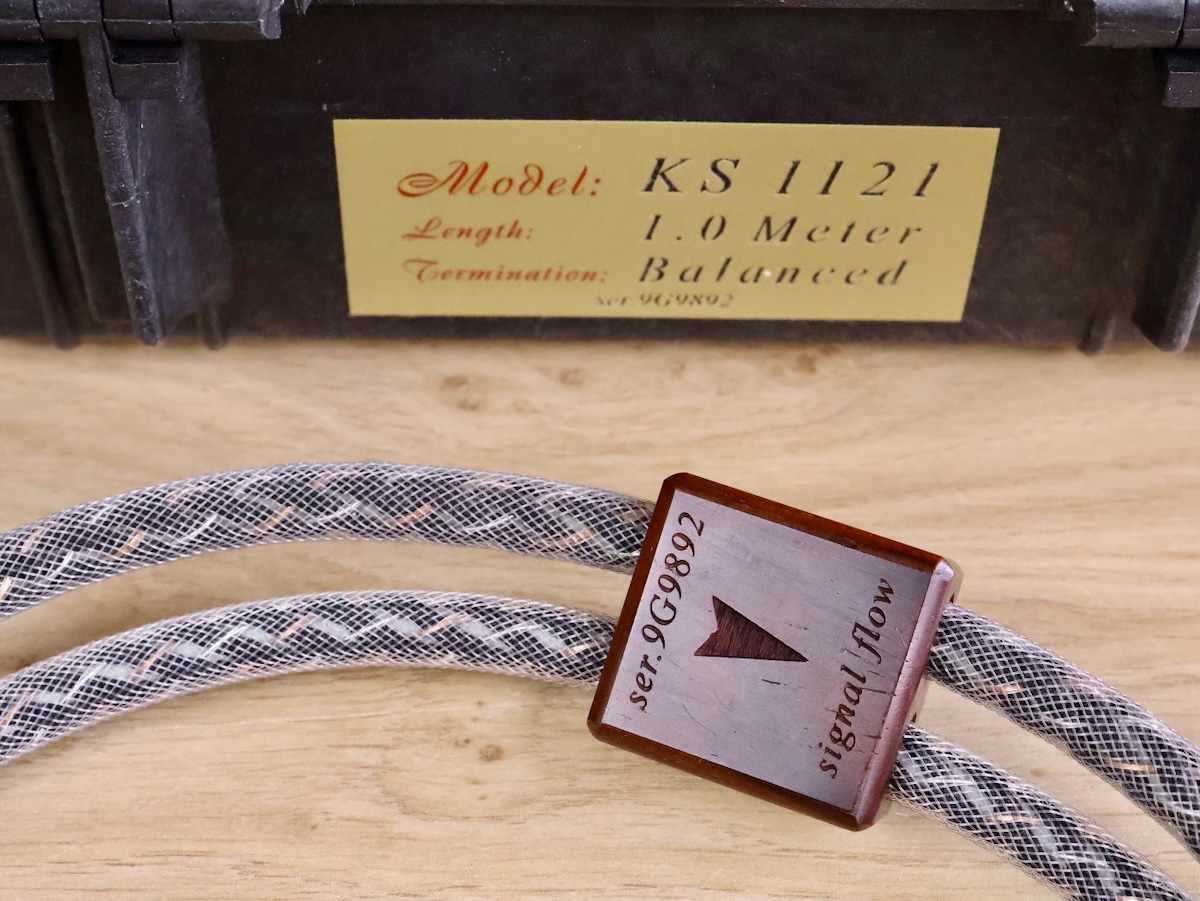 Model: KS 1121
Length: 1.0 Meter
Termination: Balanced
ser.9G9892
ser.9G9892
signal flow